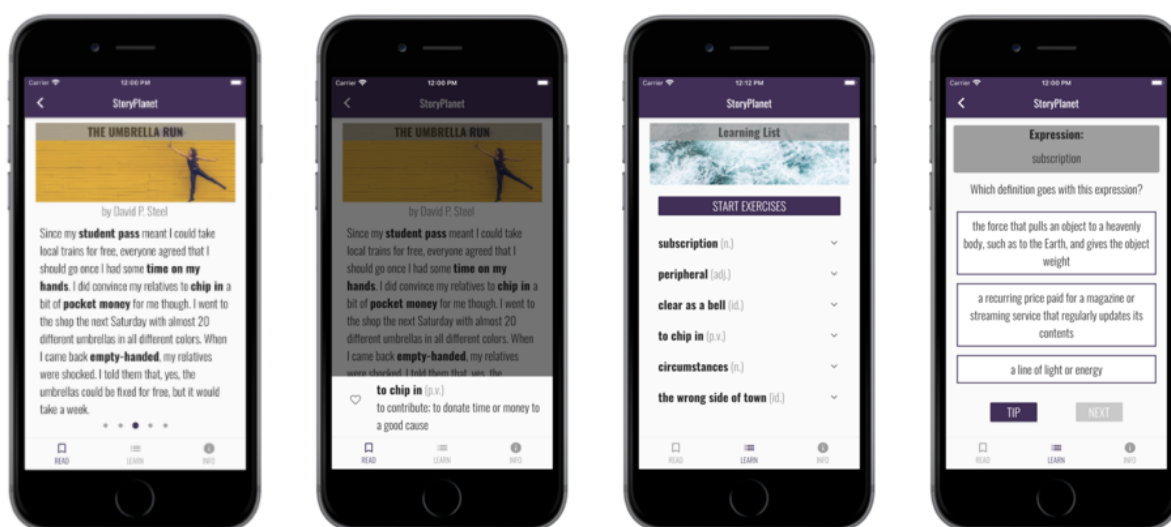 Carrier 12:00 PM
StoryPlanet
THE UMBRELLA RUN
by David P. Steel
Since my student pass meant I could take
local trains for free, everyone agreed that I
should go once I had some time on my
hands. I did convince my relatives to chip in a
bit of pocket money for me though. I went to
the shop the next Saturday with almost 20
different umbrellas in all different colors. When
I came back empty-handed, my relatives
were shocked. I told them that, yes, the
umbrellas could be fixed for free, but it would
take a week.
READ LEARN INFO
Carrier 12:00 PM
StoryPlanet
THE UMBRELLA RUN
by David P. Steel
Since my student pass meant I could take
local trains for free, everyone agreed that I
should go once I had some time on my
hands. I did convince my relatives to chip in a
bit of pocket money for me though. I went to
the shop the next Saturday with almost 20
different umbrellas in all different colors. When
I came back empty-handed, my relatives
were shocked. I told them that, yes, the
to chip in (p.v.)
to contribute; to donate time or money to
a good cause
READ LEARN INFO
Carrier 12:12 PM
StoryPlanet
Learning List
START EXERCISES
subscription (n.)
peripheral (adj.)
clear as a bell (id.)
to chip in (p.v.)
circumstances (n.)
the wrong side of town (id.)
READ LEARN INFO
Carrier 12:00 PM
StoryPlanet
Expression:
subscription
Which definition goes with this expression?
the force that pulls an object to a heavenly
body, such as to the Earth, and gives the object
weight
a recurring price paid for a magazine or
streaming service that regularly updates its
contents
a line of light or energy
TIP NEXT
READ LEARN INFO